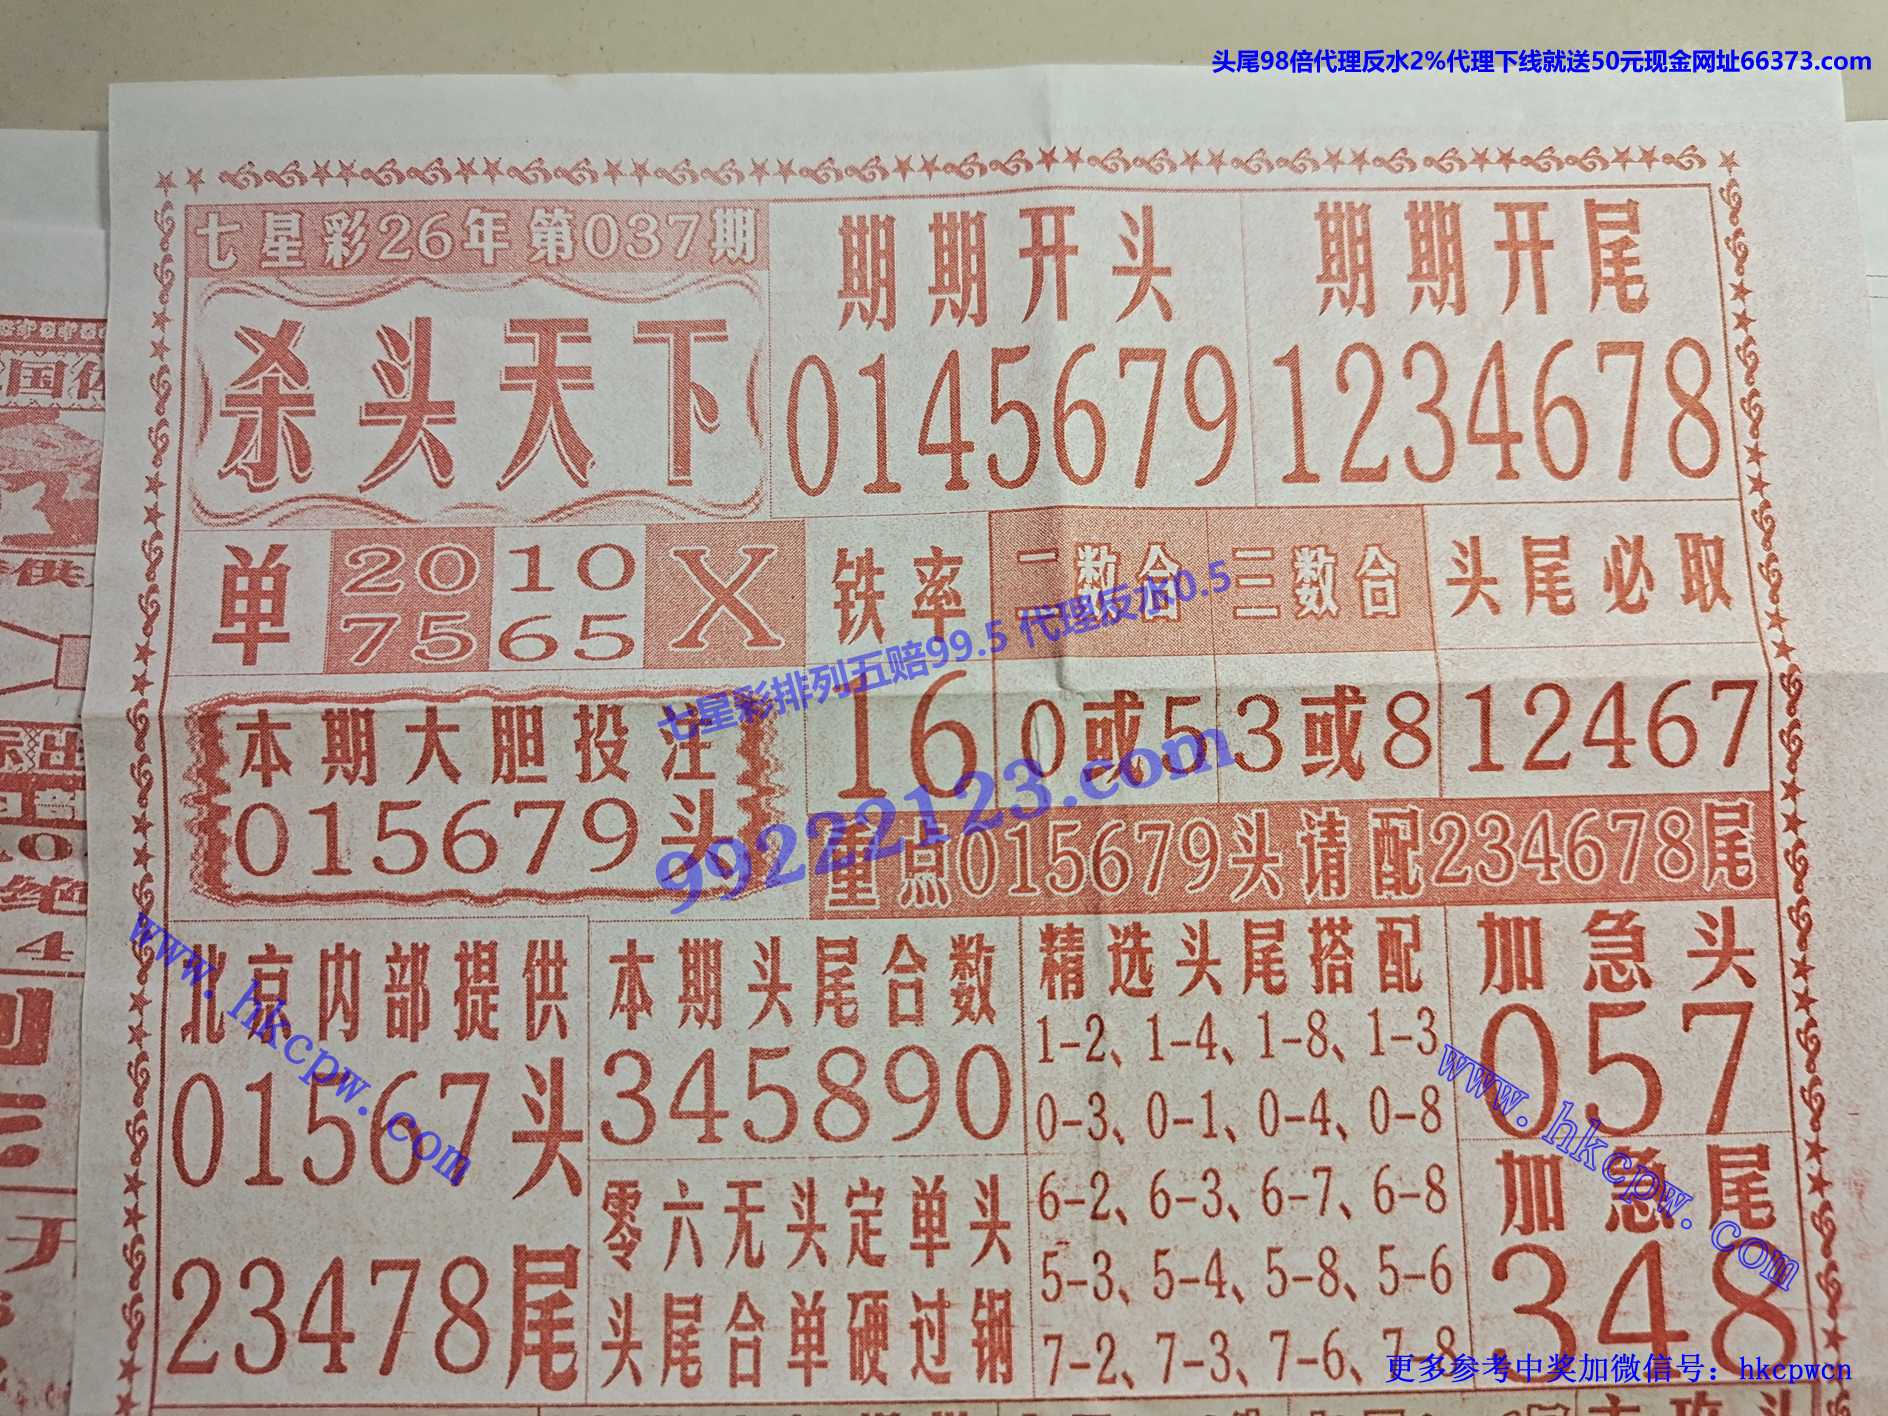 头尾98倍代理反水2%代理下线就送50元现金网址66373.com
七星彩26年第037期
杀头天下
期期开头
0145679
期期开尾
1234678
单
20
75
10
65
X
铁率
16
二数合
0或5
三数合
3或8
头尾必取
12467
七星彩排列五赔99.5 代理反水0.5
99222123.com
本期大胆投注
015679头
重点015679头请配234678尾
北京内部提供
01567头
23478尾
www.hkcpw.com
本期头尾合数
345890
零六无头定单头
头尾合单硬过钢
精选头尾搭配
1-2、1-4、1-8、1-3
0-3、0-1、0-4、0-8
6-2、6-3、6-7、6-8
5-3、5-4、5-8、5-6
7-2、7-3、7-6、7-8
加急头
057
www.hkcpw.com
加急尾
348
更多参考中奖加微信号：hkcpwcn